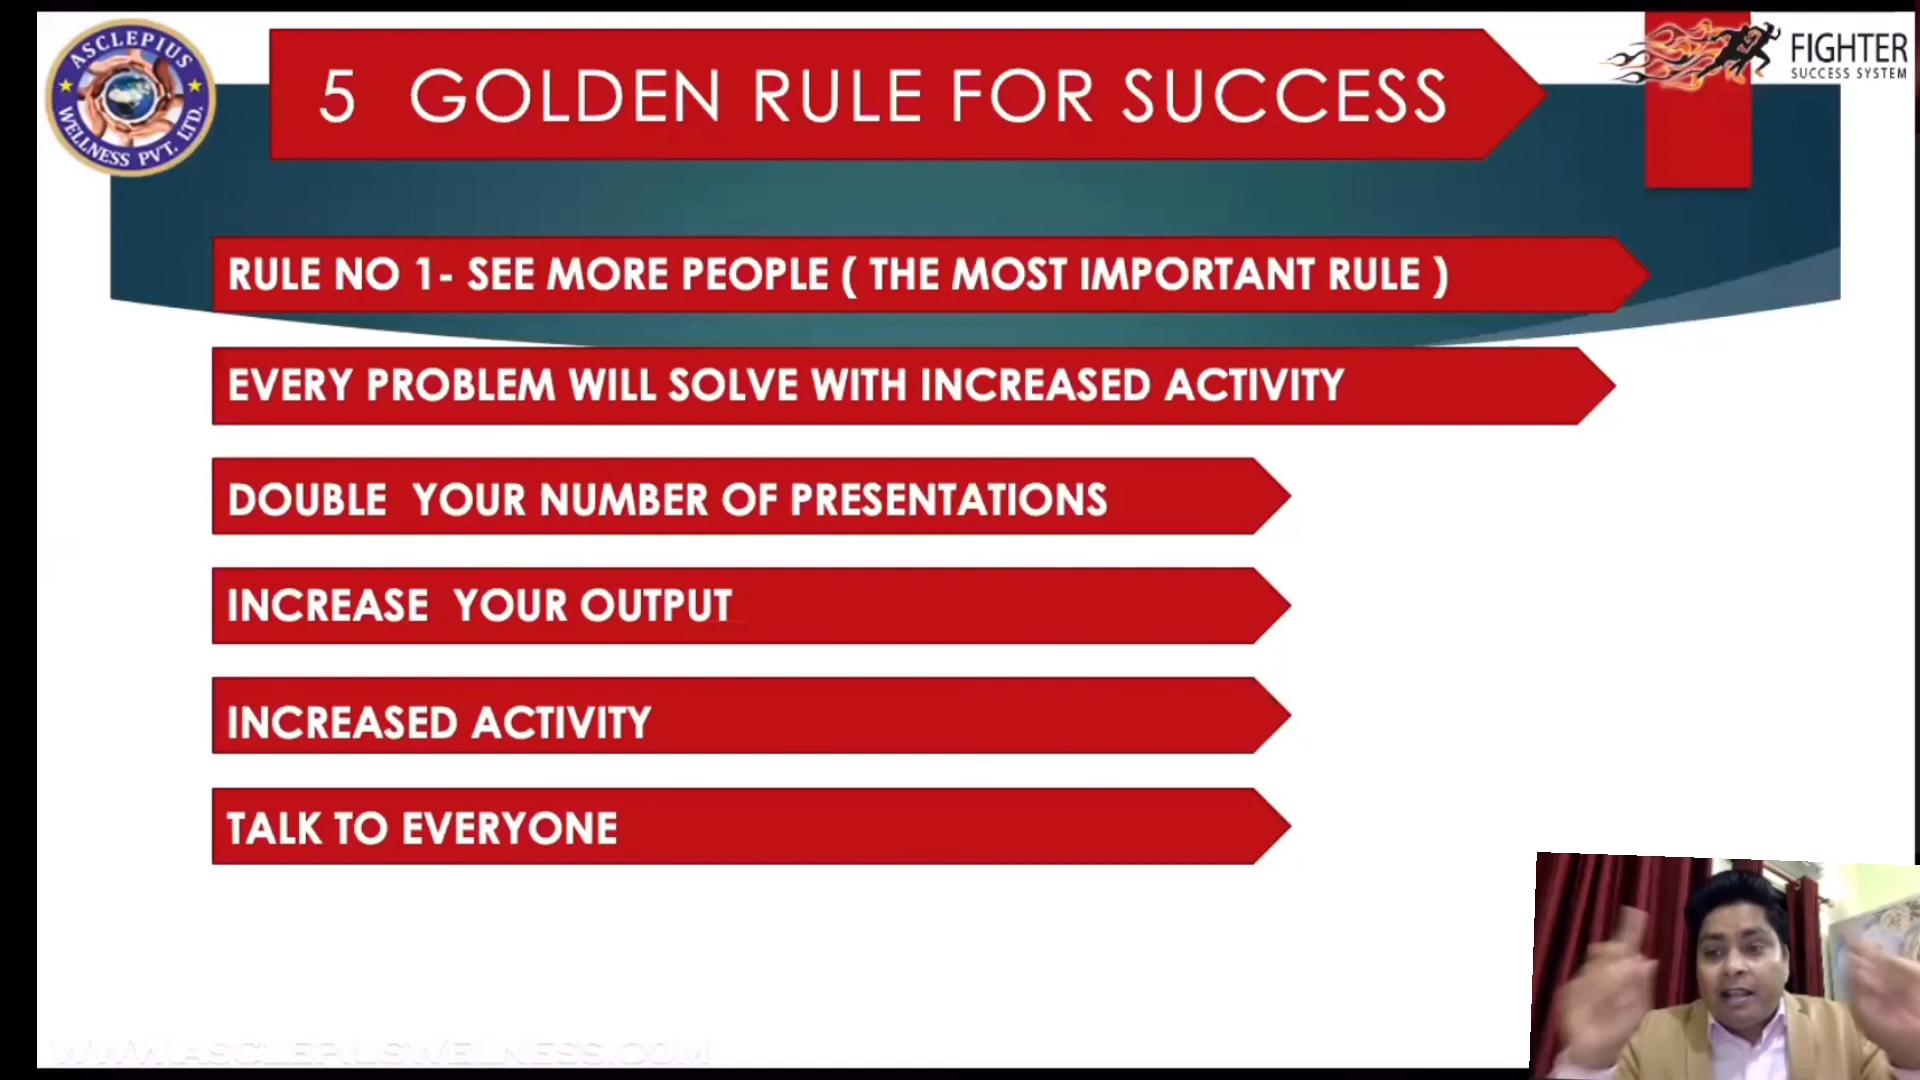 ASCLEPIUS
WELLNESS PVT. LTD.
5 GOLDEN RULE FOR SUCCESS
FIGHTER
SUCCESS SYSTEM
RULE NO 1- SEE MORE PEOPLE ( THE MOST IMPORTANT RULE )
EVERY PROBLEM WILL SOLVE WITH INCREASED ACTIVITY
DOUBLE YOUR NUMBER OF PRESENTATIONS
INCREASE YOUR OUTPUT
INCREASED ACTIVITY
TALK TO EVERYONE